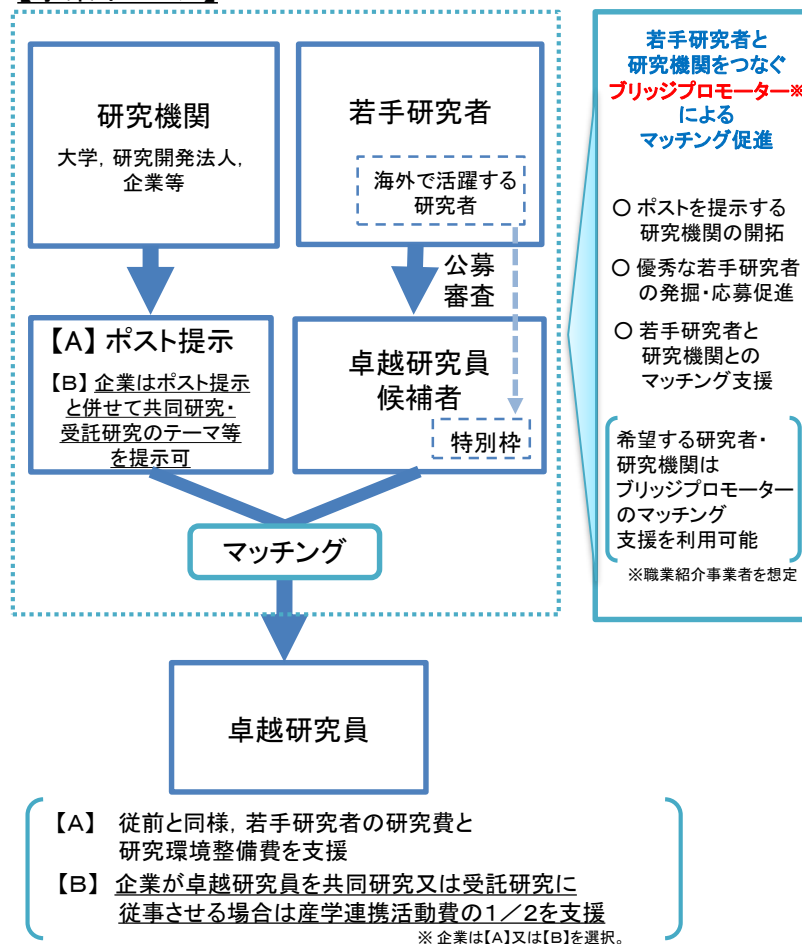 研究機関
大学，研究開発法人，
企業等
若手研究者
海外で活躍する
研究者
公募
審査
【A】ポスト提示
【B】企業はポスト提示
と併せて共同研究・
受託研究のテーマ等
を提示可
卓越研究員
候補者
特別枠
マッチング
卓越研究員
【A】 従前と同様，若手研究者の研究費と
研究環境整備費を支援
【B】 企業が卓越研究員を共同研究又は受託研究に
従事させる場合は産学連携活動費の１／２を支援
※ 企業は【A】又は【B】を選択。
若手研究者と
研究機関をつなぐ
ブリッジプロモーター※
による
マッチング促進
○ ポストを提示する
研究機関の開拓
○ 優秀な若手研究者
の発掘・応募促進
○ 若手研究者と
研究機関との
マッチング支援
希望する研究者・
研究機関は
ブリッジプロモーター
のマッチング
支援を利用可能
※職業紹介事業者を想定